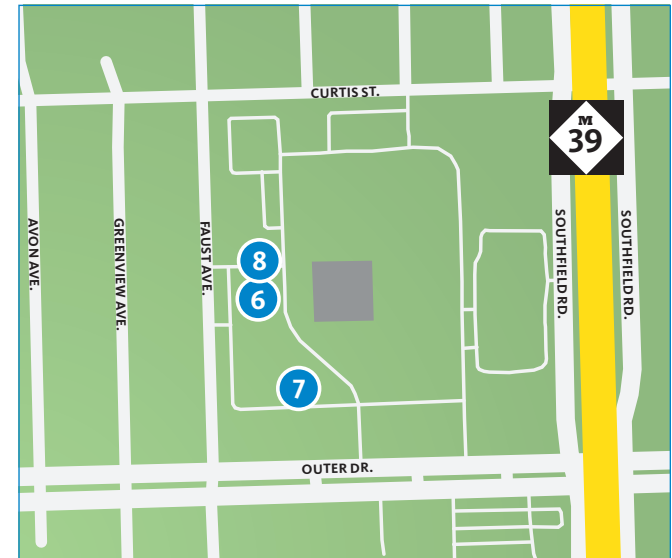 CURTIS ST.
M
39
AVON AVE.
GREENVIEW AVE.
FAUST AVE.
SOUTHFIELD RD.
SOUTHFIELD RD.
8
6
7
OUTER DR.